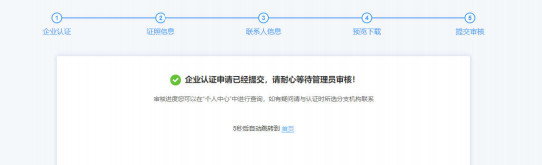 1 2 3 4 5
企业认证 证照信息 联系人信息 预览下载 提交审核
企业认证申请已经提交，请耐心等待管理员审核！
审核进度您可以在“个人中心”中进行查询，如有疑问请与认证时所选分支机构联系
5秒后自动跳转到 首页